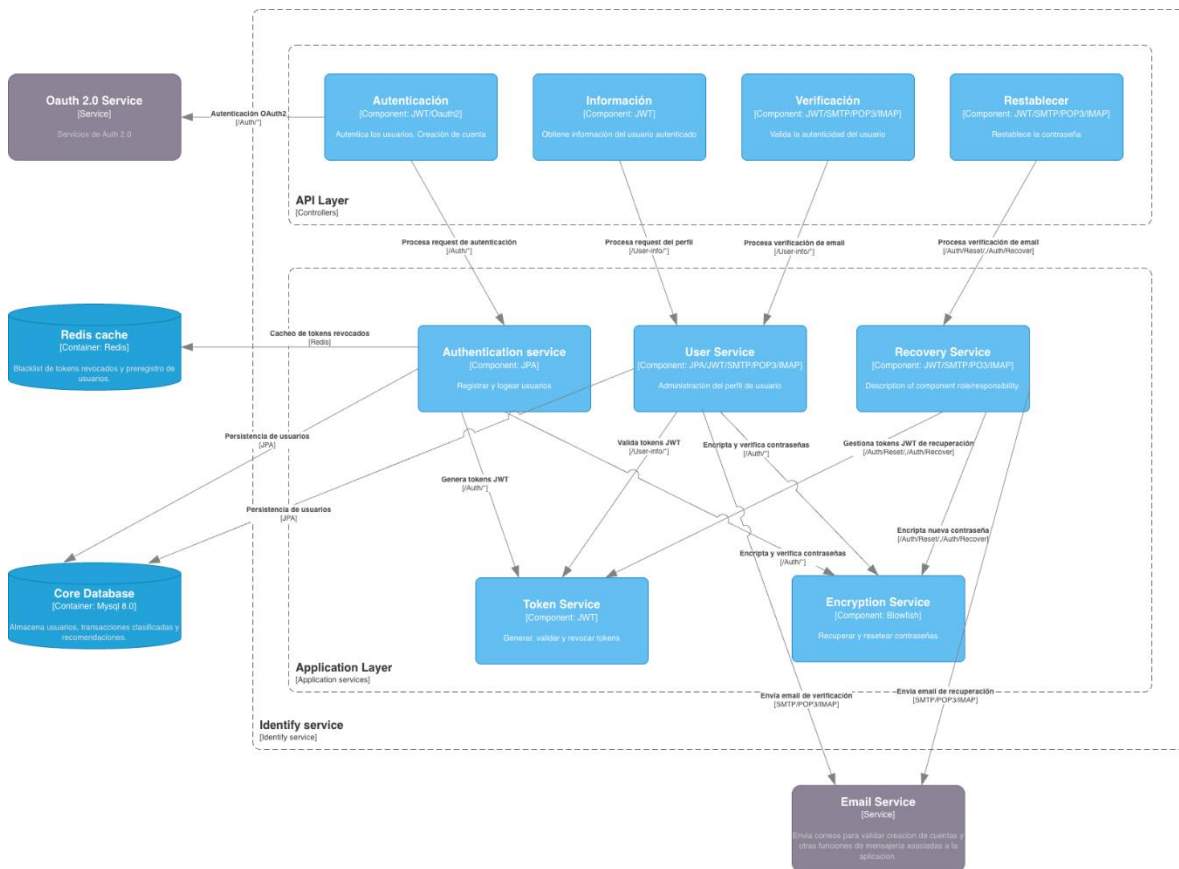 Oauth 2.0 Service
[Service]
Servicios de Auth 2.0
Autenticación OAuth2
[/Auth/*]
Autenticación
[Component: JWT/Oauth2]
Autentica los usuarios, Creación de cuenta
Información
[Component: JWT]
Obtiene información del usuario autenticado
Verificación
[Component: JWT/SMTP/POP3/IMAP]
Valida la autenticidad del usuario
Restablecer
[Component: JWT/SMTP/POP3/IMAP]
Restablece la contraseña
API Layer
[Controllers]
Procesa request de autenticación
[/Auth/*]
Procesa request del perfil
[/User-info/*]
Procesa verificación de email
[/User-info/*]
Procesa verificación de email
[/Auth/Reset/,/Auth/Recover]
Redis cache
[Container: Redis]
Blacklist de tokens revocados y preregistro de
usuarios.
Cacheo de tokens revocados
[Redis]
Authentication service
[Component: JPA]
Registrar y logear usuarios
User Service
[Component: JPA/JWT/SMTP/POP3/IMAP]
Administración del perfil de usuario
Recovery Service
[Component: JWT/SMTP/PO3/IMAP]
Description of component role/responsibility.
Persistencia de usuarios
[JPA]
Valida tokens JWT
[/User-info/*]
Encripta y verifica contraseñas
[/Auth/*]
Gestiona tokens JWT de recuperación
[/Auth/Reset/,/Auth/Recover]
Genera tokens JWT
[/Auth/*]
Persistencia de usuarios
[JPA]
Encripta nueva contraseña
[/Auth/Reset/,/Auth/Recover]
Encripta y verifica contraseñas
[/Auth/*]
Core Database
[Container: Mysql 8.0]
Almacena usuarios, transacciones clasificadas y
recomendaciones.
Token Service
[Component: JWT]
Generar, validar y revocar tokens
Encryption Service
[Component: Blowfish]
Recuperar y resetear contraseñas
Application Layer
[Application services]
Envia email de verificación
[SMTP/POP3/IMAP]
Envia email de recuperación
[SMTP/POP3/IMAP]
Identify service
[Identify service]
Email Service
[Service]
Envia correos para validar creacion de cuentas y
otras funciones de mensajería asociadas a la
aplicacion.